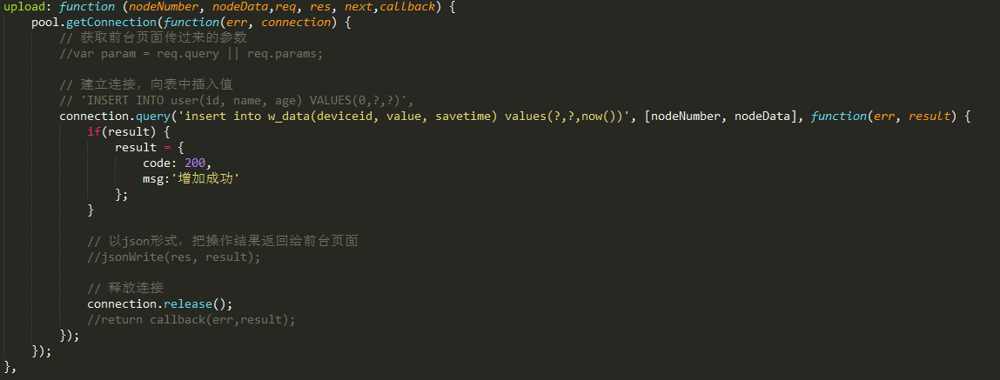 upload: function (nodeNumber, nodeData,req, res, next,callback) {
pool.getConnection(function(err, connection) {
// 获取前台页面传过来的参数
//var param = req.query || req.params;
// 建立连接，向表中插入值
// 'INSERT INTO user(id, name, age) VALUES(0,?,?)',
connection.query('insert into w_data(deviceid, value, savetime) values(?,?,now())', [nodeNumber, nodeData], function(err, result) {
if(result) {
result = {
code: 200,
msg:'增加成功'
};
}
// 以json形式，把操作结果返回给前台页面
//jsonWrite(res, result);
// 释放连接
connection.release();
//return callback(err,result);
});
});
},